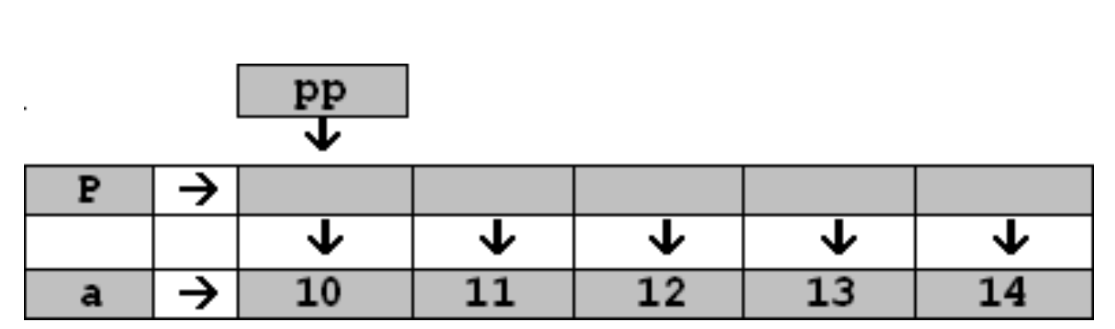 pp
P →
↓ ↓ ↓ ↓ ↓
a → 10 11 12 13 14